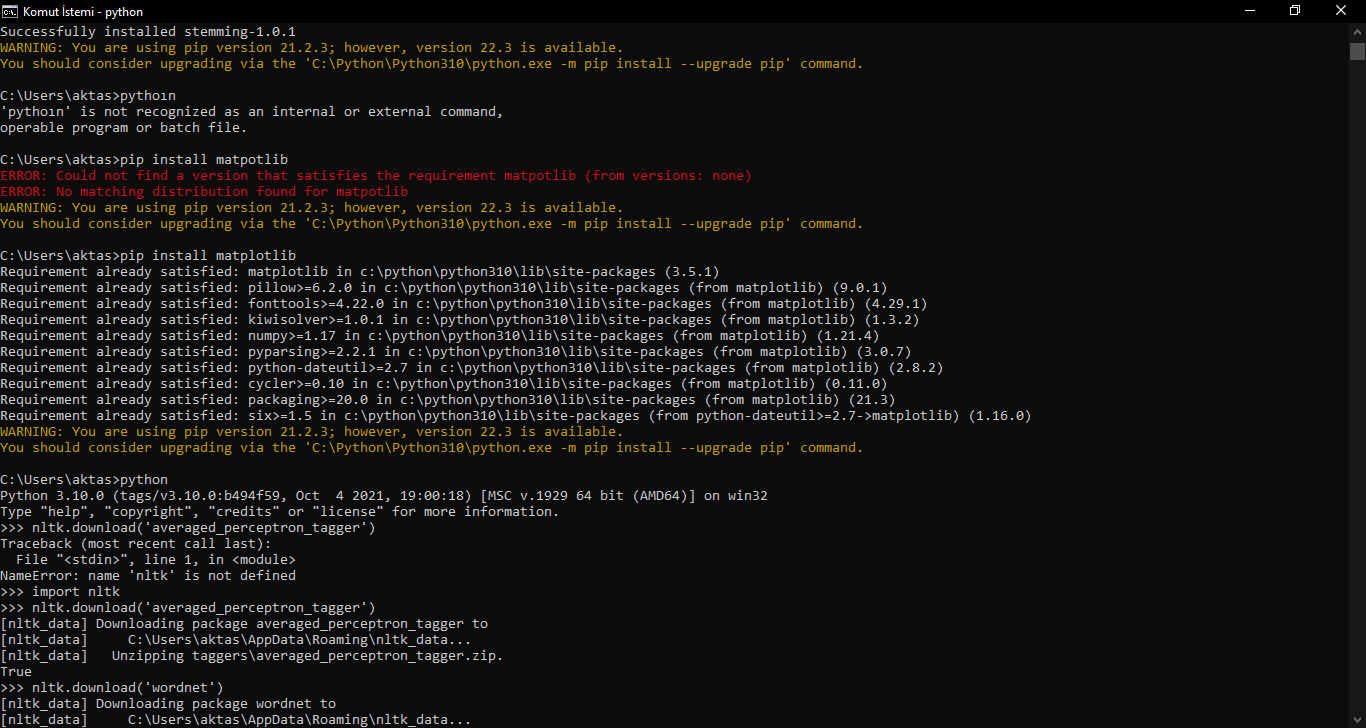 Komut İstemi - python
Successfully installed stemming-1.0.1
WARNING: You are using pip version 21.2.3; however, version 22.3 is available.
You should consider upgrading via the 'C:\Python\Python310\python.exe -m pip install --upgrade pip' command.
C:\Users\aktas>pythoın
'pythoın' is not recognized as an internal or external command,
operable program or batch file.
C:\Users\aktas>pip install matpotlib
ERROR: Could not find a version that satisfies the requirement matpotlib (from versions: none)
ERROR: No matching distribution found for matpotlib
WARNING: You are using pip version 21.2.3; however, version 22.3 is available.
You should consider upgrading via the 'C:\Python\Python310\python.exe -m pip install --upgrade pip' command.
C:\Users\aktas>pip install matplotlib
Requirement already satisfied: matplotlib in c:\python\python310\lib\site-packages (3.5.1)
Requirement already satisfied: pillow>=6.2.0 in c:\python\python310\lib\site-packages (from matplotlib) (9.0.1)
Requirement already satisfied: fonttools>=4.22.0 in c:\python\python310\lib\site-packages (from matplotlib) (4.29.1)
Requirement already satisfied: kiwisolver>=1.0.1 in c:\python\python310\lib\site-packages (from matplotlib) (1.3.2)
Requirement already satisfied: numpy>=1.17 in c:\python\python310\lib\site-packages (from matplotlib) (1.21.4)
Requirement already satisfied: pyparsing>=2.2.1 in c:\python\python310\lib\site-packages (from matplotlib) (3.0.7)
Requirement already satisfied: python-dateutil>=2.7 in c:\python\python310\lib\site-packages (from matplotlib) (2.8.2)
Requirement already satisfied: cycler>=0.10 in c:\python\python310\lib\site-packages (from matplotlib) (0.11.0)
Requirement already satisfied: packaging>=20.0 in c:\python\python310\lib\site-packages (from matplotlib) (21.3)
Requirement already satisfied: six>=1.5 in c:\python\python310\lib\site-packages (from python-dateutil>=2.7->matplotlib) (1.16.0)
WARNING: You are using pip version 21.2.3; however, version 22.3 is available.
You should consider upgrading via the 'C:\Python\Python310\python.exe -m pip install --upgrade pip' command.
C:\Users\aktas>python
Python 3.10.0 (tags/v3.10.0:b494f59, Oct  4 2021, 19:00:18) [MSC v.1929 64 bit (AMD64)] on win32
Type "help", "copyright", "credits" or "license" for more information.
>>> nltk.download('averaged_perceptron_tagger')
Traceback (most recent call last):
  File "<stdin>", line 1, in <module>
NameError: name 'nltk' is not defined
>>> import nltk
>>> nltk.download('averaged_perceptron_tagger')
[nltk_data] Downloading package averaged_perceptron_tagger to
[nltk_data]     C:\Users\aktas\AppData\Roaming\nltk_data...
[nltk_data]   Unzipping taggers\averaged_perceptron_tagger.zip.
True
>>> nltk.download('wordnet')
[nltk_data] Downloading package wordnet to
[nltk_data]     C:\Users\aktas\AppData\Roaming\nltk_data...